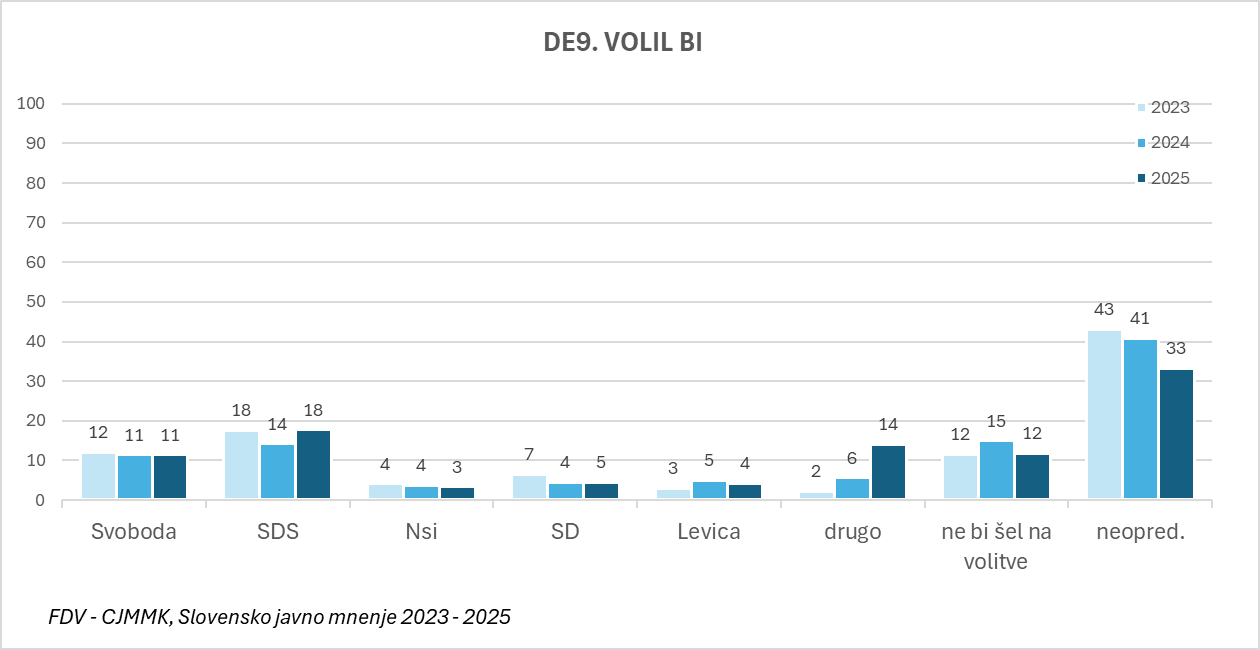 DE9. VOLIL BI
100
90
80
70
60
50
40
30
20
10
0
2023
2024
2025
12 11 11
18 14 18
4 4 3
7 4 5
3 5 4
2 6 14
12 15 12
43 41 33
Svoboda SDS Nsi SD Levica drugo ne bi šel na neopred.
volitve
FDV - CJMMK, Slovensko javno mnenje 2023 - 2025